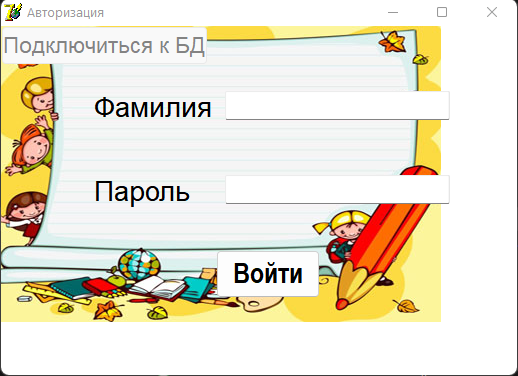 Авторизация
Подключиться к БД
Фамилия
Пароль
Войти